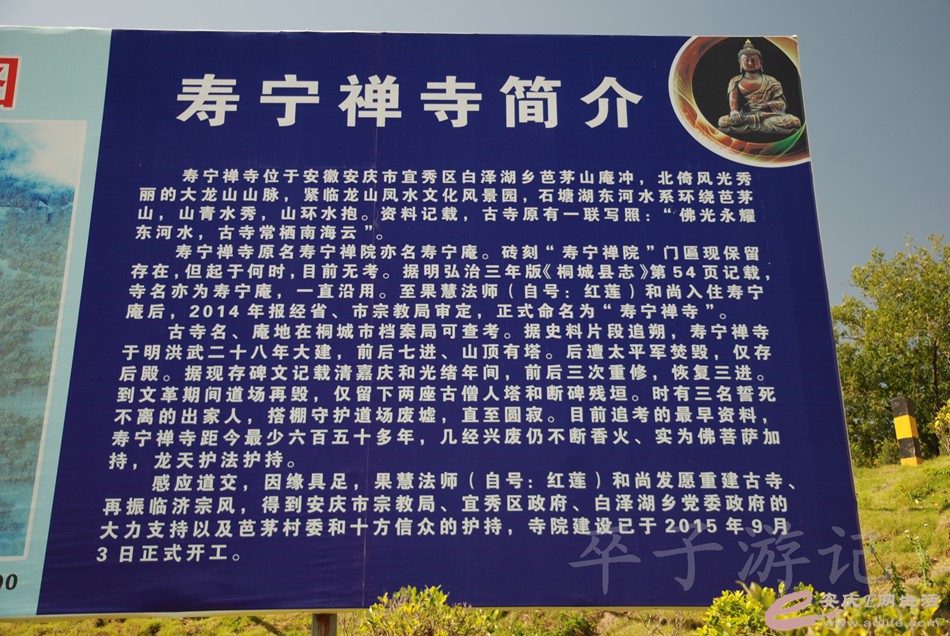 寿宁禅寺简介
寿宁禅寺位于安徽安庆市宜秀区白泽湖乡芭茅山庵冲，北倚风光秀
丽的大龙山山脉，紧临龙山凤水文化风景园，石塘湖东河水系环绕芭茅
山，山青水秀，山环水抱。资料记载，古寺原有一联写照：“佛光永耀
东河水，古寺常栖南海云”。
寿宁禅寺原名寿宁禅院亦名寿宁庵。砖刻“寿宁禅院”门匾现保留
存在，但起于何时，目前无考。据明弘治三年版《桐城县志》第54页记载，
寺名亦为寿宁庵，一直沿用。至果慧法师（自号：红莲）和尚入住寿宁
庵后，2014年报经省、市宗教局审定，正式命名为“寿宁禅寺”。
古寺名、庵地在桐城市档案局可查考。据史料片段追朔，寿宁禅寺
于明洪武二十八年大建，前后七进、山顶有塔。后遭太平军焚毁，仅存
后殿。据现存碑文记载清嘉庆和光绪年间，前后三次重修，恢复三进。
到文革期间道场再毁，仅留下两座古僧人塔和断碑残垣。时有三名誓死
不离的出家人，搭棚守护道场废墟，直至圆寂。目前追考的最早资料，
寿宁禅寺距今最少六百五十多年，几经兴废仍不断香火、实为佛菩萨加
持，龙天护法护持。
感应道交，因缘具足，果慧法师（自号：红莲）和尚发愿重建古寺、
再振临济宗风，得到安庆市宗教局、宜秀区政府、白泽湖乡党委政府的
大力支持以及芭茅村委和十方信众的护持，寺院建设已于2015年9月
3日正式开工。
00
卒子游记
安庆E网生活
www.aqlife.com